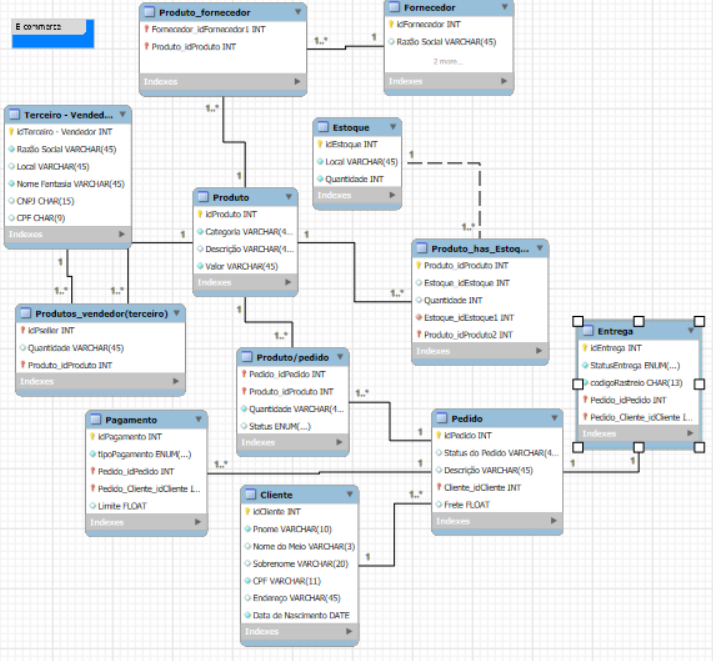 E-commerce
Produto_fornecedor
Fornecedor_idFornecedor1 INT
Produto_idProduto INT
Indexes
Fornecedor
idFornecedor INT
Razão Social VARCHAR(45)
2 more...
Indexes
1..*
1
1..*
1
Terceiro - Vended...
idTerceiro - Vendedor INT
Razão Social VARCHAR(45)
Local VARCHAR(45)
Nome Fantasia VARCHAR(45)
CNPJ CHAR(15)
CPF CHAR(9)
Indexes
Estoque
idEstoque INT
Local VARCHAR(45)
Quantidade INT
Indexes
1
1..*
Produto
idProduto INT
Categoria VARCHAR(4...
Descrição VARCHAR(4...
Valor VARCHAR(45)
Indexes
1
1
1
1..*
1
1..*
1..*
1..*
Produto_has_Estoq...
Produto_idProduto INT
Estoque_idEstoque INT
Quantidade INT
Estoque_idEstoque1 INT
Produto_idProduto2 INT
Indexes
Produtos_vendedor(terceiro)
idPseller INT
Quantidade VARCHAR(45)
Produto_idProduto INT
Indexes
Produto/pedido
Pedido_idPedido INT
Produto_idProduto INT
Quantidade VARCHAR(4...
Status ENUM(...)
Indexes
1..*
1
Entrega
idEntrega INT
StatusEntrega ENUM(...)
codigoRastreio CHAR(13)
Pedido_idPedido INT
Pedido_Cliente_idCliente I...
Indexes
Pagamento
idPagamento INT
tipoPagamento ENUM(...)
Pedido_idPedido INT
Pedido_Cliente_idCliente I...
Limite FLOAT
Indexes
1..*
1
Pedido
idPedido INT
Status do Pedido VARCHAR(4...
Descrição VARCHAR(45)
Cliente_idCliente INT
Frete FLOAT
Indexes
1
1
1..*
1
Cliente
idCliente INT
Pnome VARCHAR(10)
Nome do Meio VARCHAR(3)
Sobrenome VARCHAR(20)
CPF VARCHAR(11)
Endereço VARCHAR(45)
Data de Nascimento DATE
Indexes